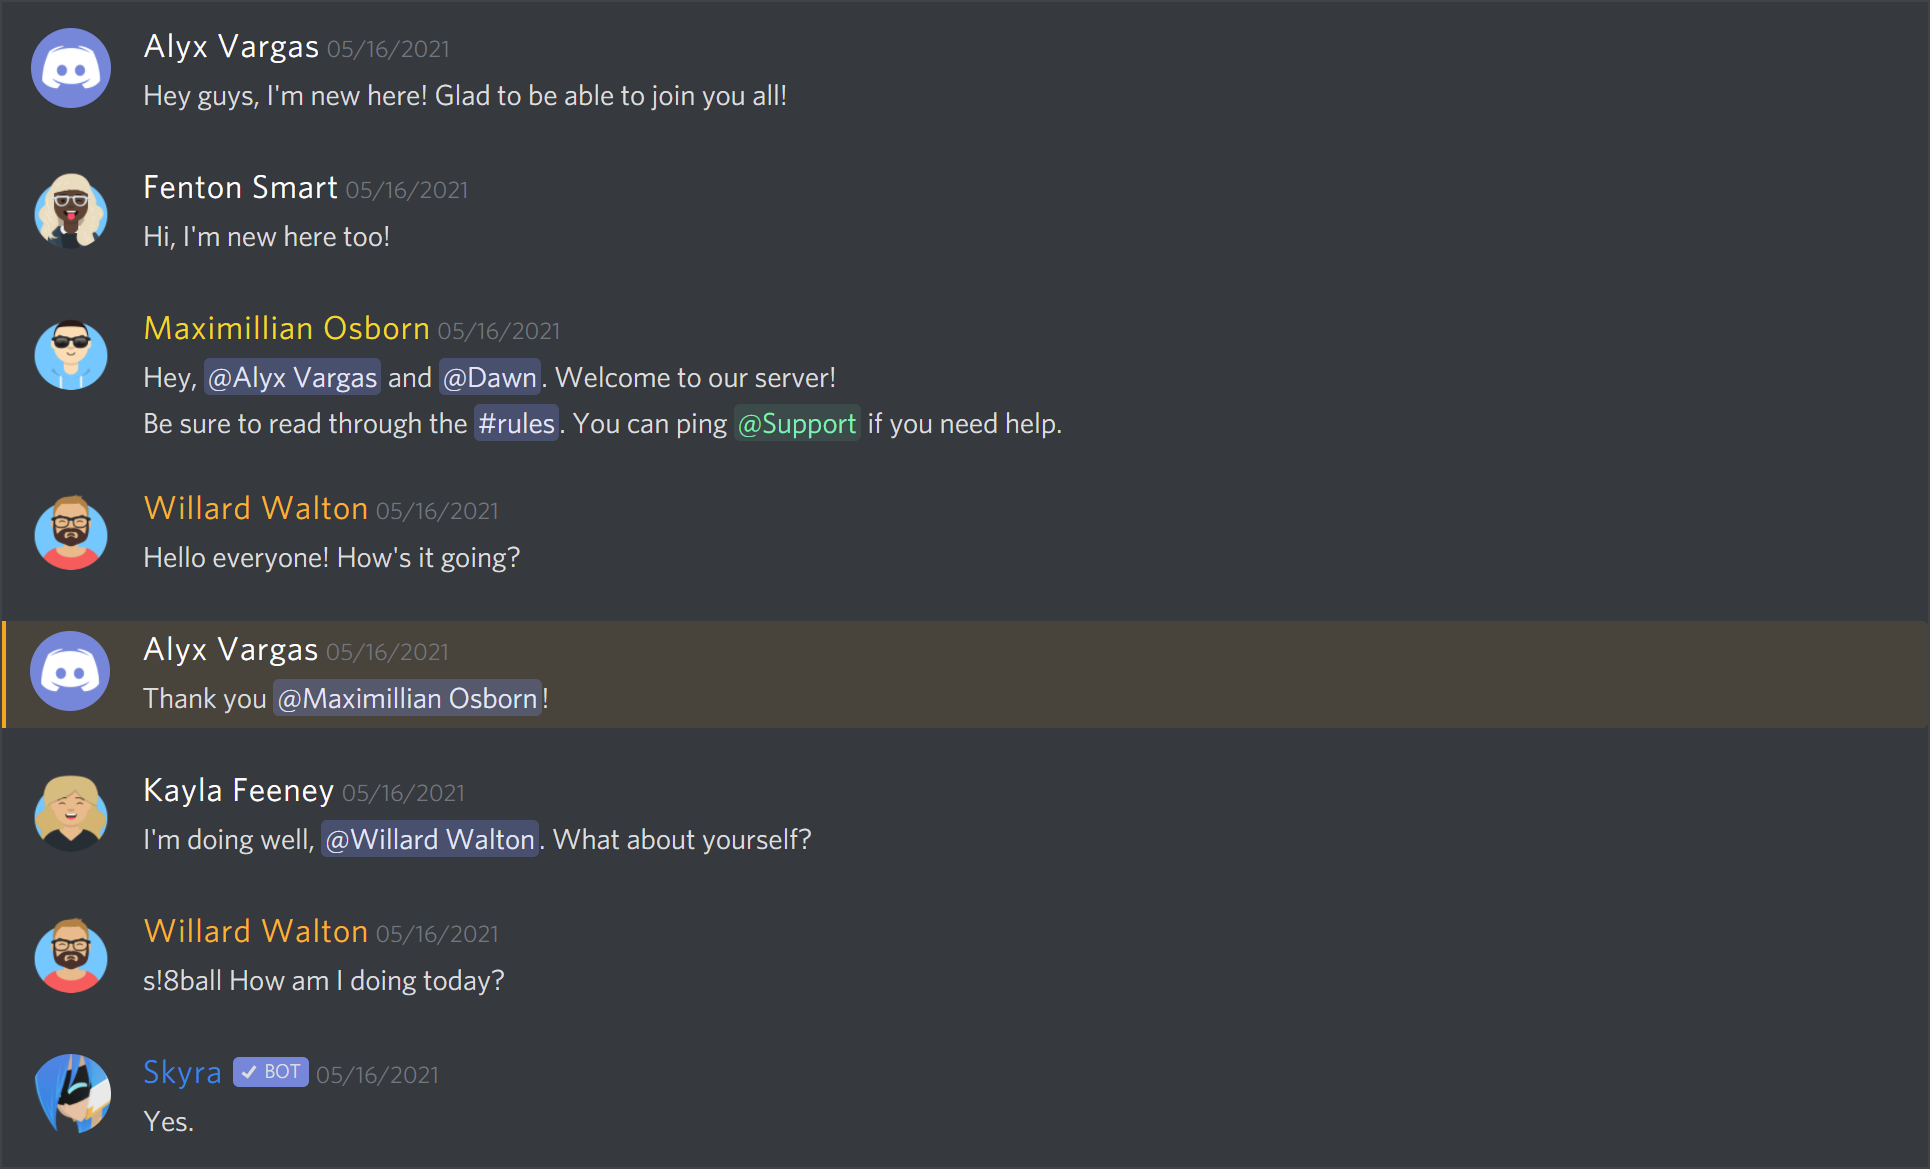 Alyx Vargas 05/16/2021
Hey guys, I'm new here! Glad to be able to join you all!
Fenton Smart 05/16/2021
Hi, I'm new here too!
Maximillian Osborn 05/16/2021
Hey, @Alyx Vargas and @Dawn. Welcome to our server!
Be sure to read through the #rules. You can ping @Support if you need help.
Willard Walton 05/16/2021
Hello everyone! How's it going?
Alyx Vargas 05/16/2021
Thank you @Maximillian Osborn!
Kayla Feeney 05/16/2021
I'm doing well, @Willard Walton. What about yourself?
Willard Walton 05/16/2021
s!8ball How am I doing today?
Skyra ✓ BOT 05/16/2021
Yes.